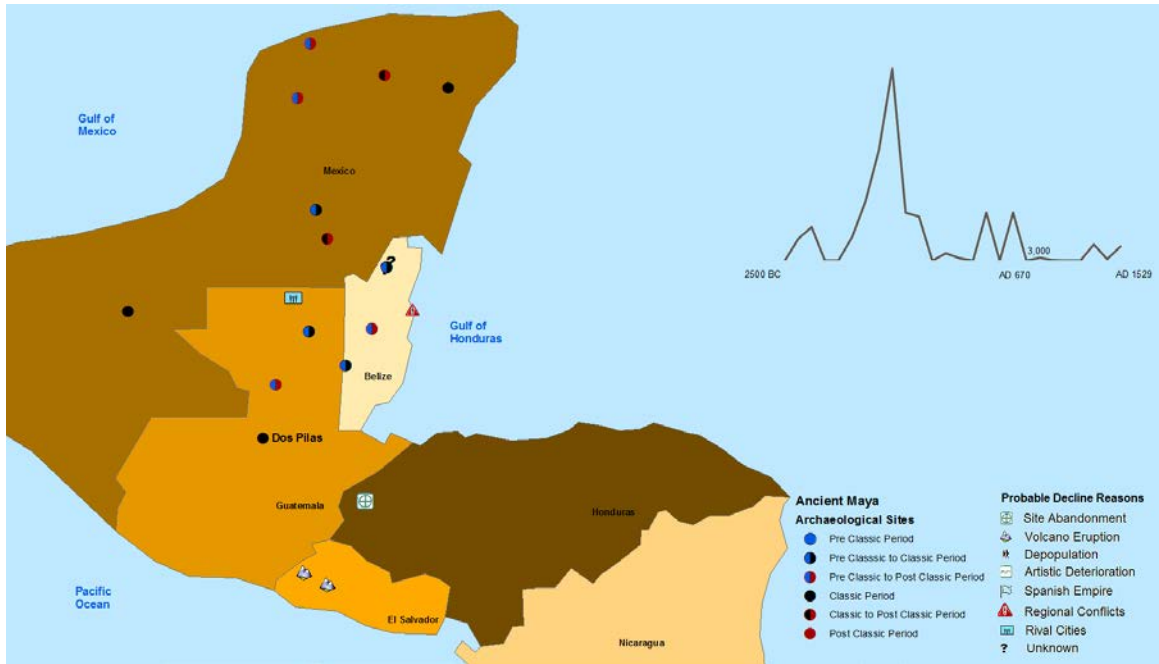 Gulf of
Mexico
Mexico
Gulf of
Honduras
?
Belize
Dos Pilas
Guatemala
Honduras
El Salvador
Nicaragua
Pacific
Ocean
3,000
2500 BC
AD 670
AD 1529
Ancient Maya
Archaeological Sites
Pre Classic Period
Pre Classsic to Classic Period
Pre Classic to Post Classic Period
Classic Period
Classic to Post Classic Period
Post Classic Period
Probable Decline Reasons
Site Abandonment
Volcano Eruption
Depopulation
Artistic Deterioration
Spanish Empire
Regional Conflicts
Rival Cities
? Unknown